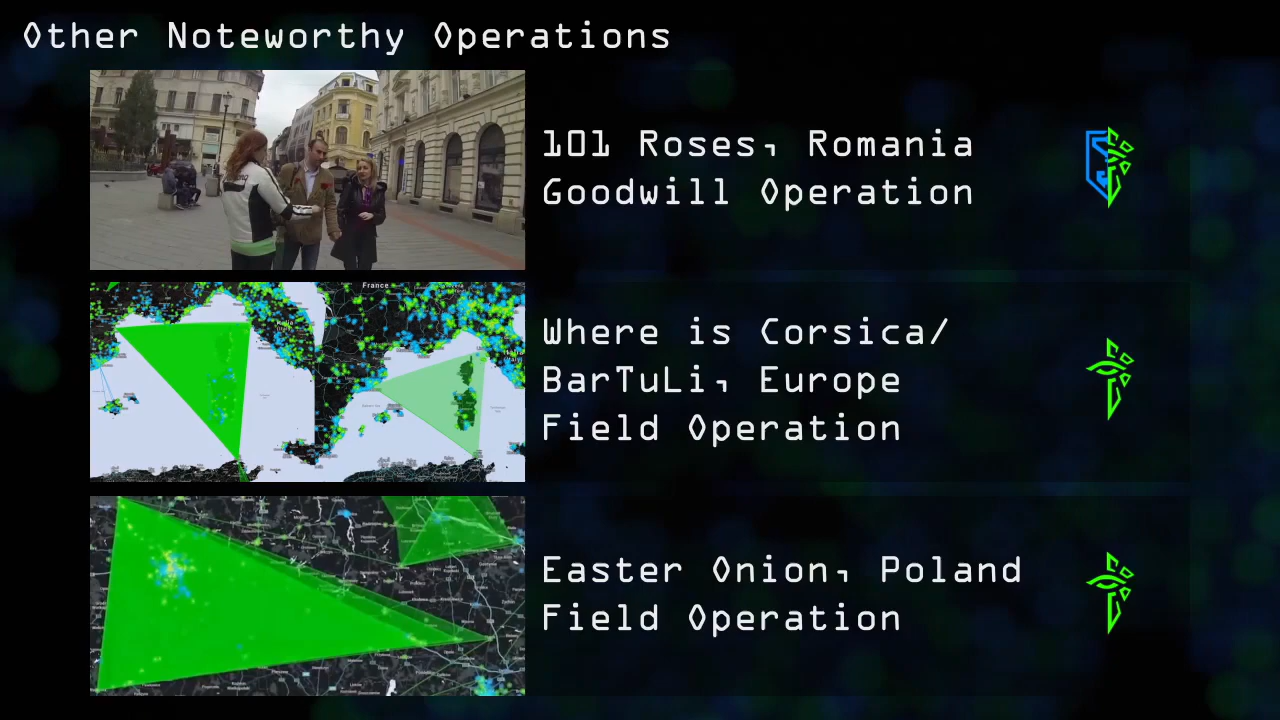 Other Noteworthy Operations
101 Roses, Romania
Goodwill Operation
France
Where is Corsica/
BarTuLi, Europe
Field Operation
Easter Onion, Poland
Field Operation